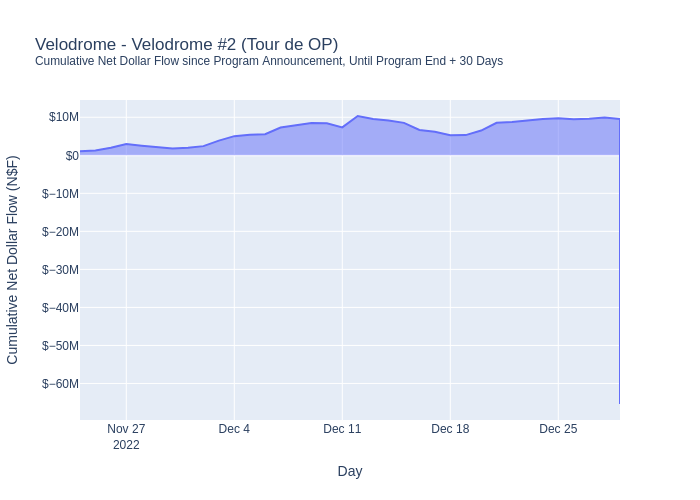 Velodrome - Velodrome #2 (Tour de OP)
Cumulative Net Dollar Flow since Program Announcement, Until Program End + 30 Days
Cumulative Net Dollar Flow (N$F)
$10M
$0
$−10M
$−20M
$−30M
$−40M
$−50M
$−60M
Nov 27
2022
Dec 4
Dec 11
Dec 18
Dec 25
Day